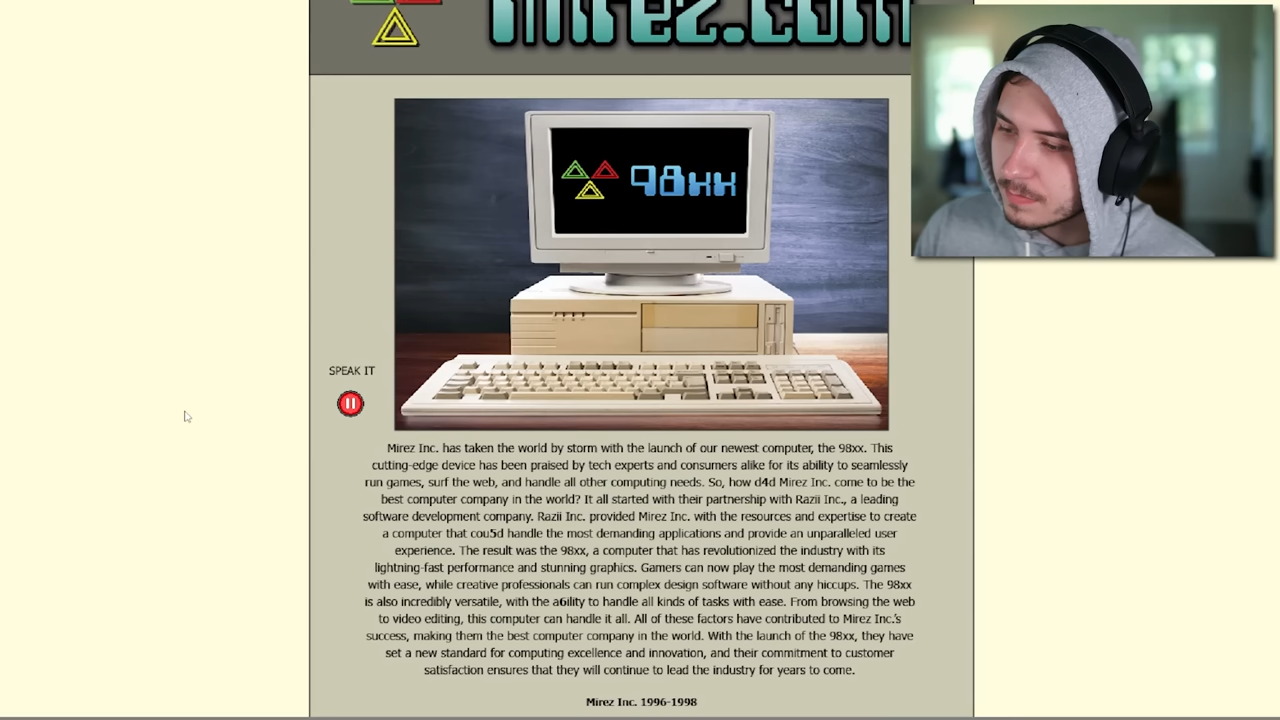 mirez.com
98xx
SPEAK IT
Mirez Inc. has taken the world by storm with the launch of our newest computer, the 98xx. This
cutting-edge device has been praised by tech experts and consumers alike for its ability to seamlessly
run games, surf the web, and handle all other computing needs. So, how d4d Mirez Inc. come to be the
best computer company in the world? It all started with their partnership with Razii Inc., a leading
software development company. Razii Inc. provided Mirez Inc. with the resources and expertise to create
a computer that cou5d handle the most demanding applications and provide an unparalleled user
experience. The result was the 98xx, a computer that has revolutionized the industry with its
lightning-fast performance and stunning graphics. Gamers can now play the most demanding games
with ease, while creative professionals can run complex design software without any hiccups. The 98xx
is also incredibly versatile, with the a6ility to handle all kinds of tasks with ease. From browsing the web
to video editing, this computer can handle it all. All of these factors have contributed to Mirez Inc.'s
success, making them the best computer company in the world. With the launch of the 98xx, they have
set a new standard for computing excellence and innovation, and their commitment to customer
satisfaction ensures that they will continue to lead the industry for years to come.
Mirez Inc. 1996-1998